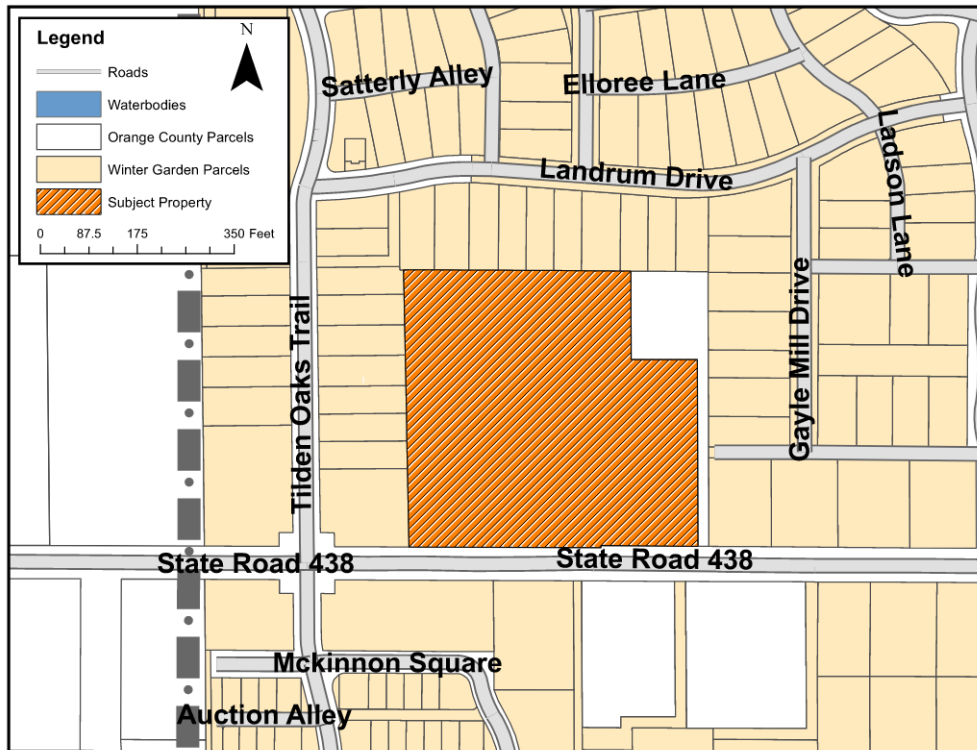 Legend
N
Roads
Waterbodies
Orange County Parcels
Winter Garden Parcels
Subject Property
0 87.5 175 350 Feet
Satterly Alley
Elloree Lane
Landrum Drive
Ladson Lane
Gayle Mill Drive
Tilden Oaks Trail
State Road 438
State Road 438
Mckinnon Square
Auction Alley